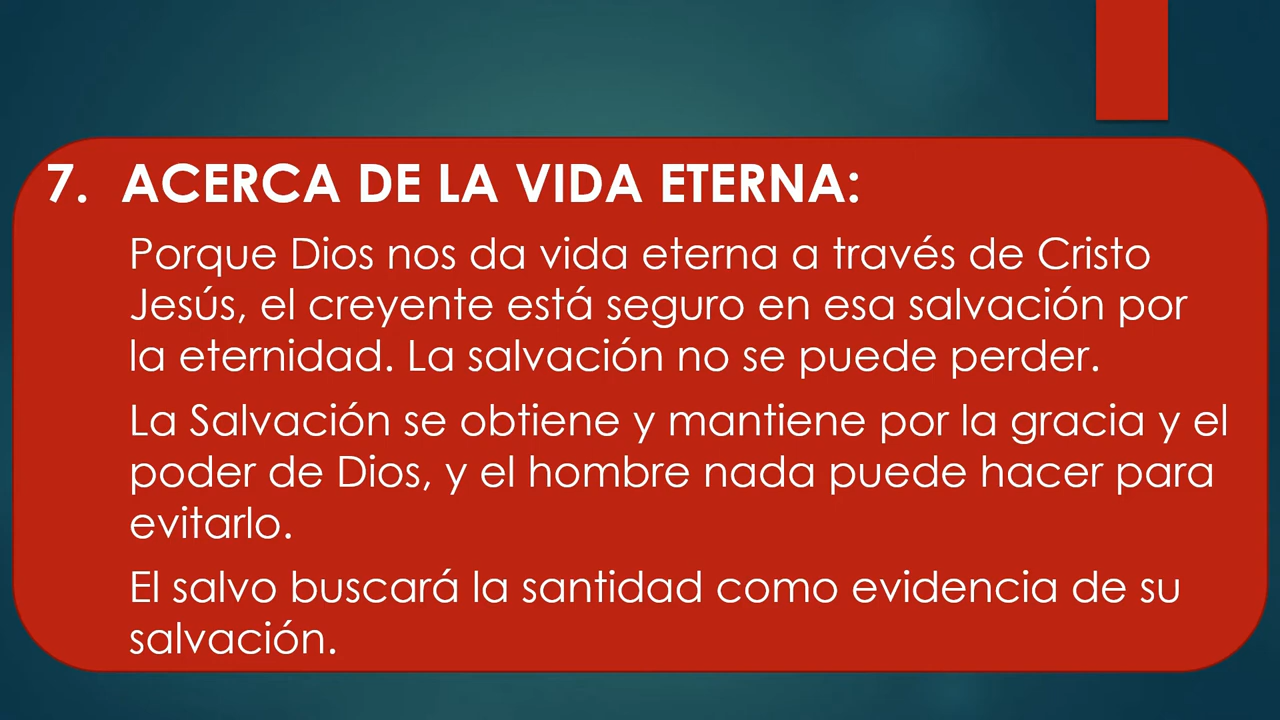 7. ACERCA DE LA VIDA ETERNA:
Porque Dios nos da vida eterna a través de Cristo
Jesús, el creyente está seguro en esa salvación por
la eternidad. La salvación no se puede perder.
La Salvación se obtiene y mantiene por la gracia y el
poder de Dios, y el hombre nada puede hacer para
evitarlo.
El salvo buscará la santidad como evidencia de su
salvación.